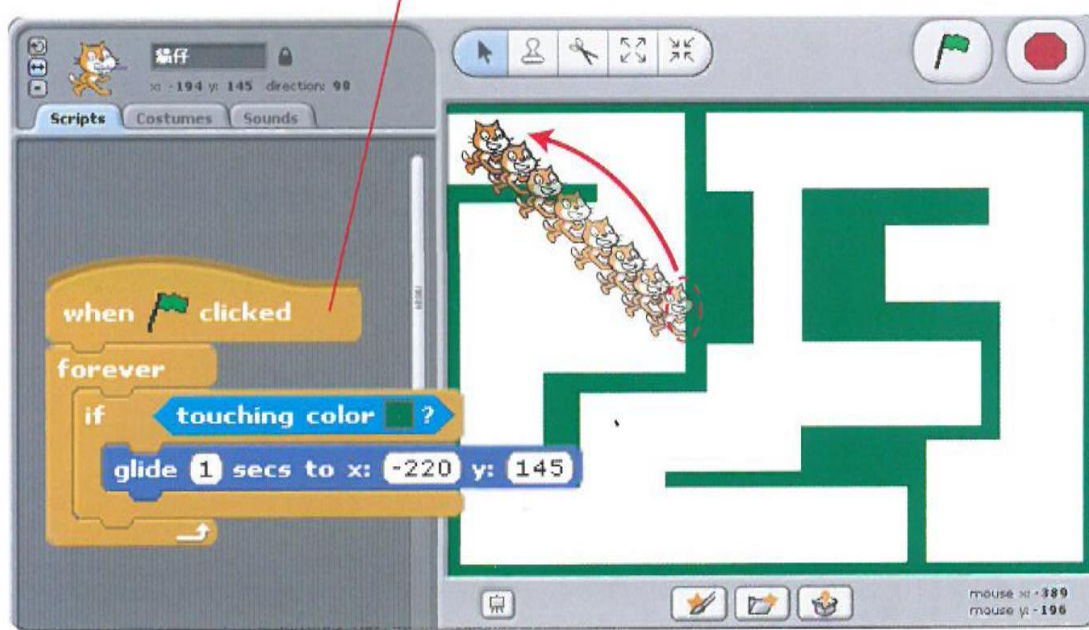 貓仔
x: -194 y: 145 direction: 90
Scripts Costumes Sounds
when clicked
forever
if touching color ?
glide 1 secs to x: -220 y: 145
mouse x: -389
mouse y: -196